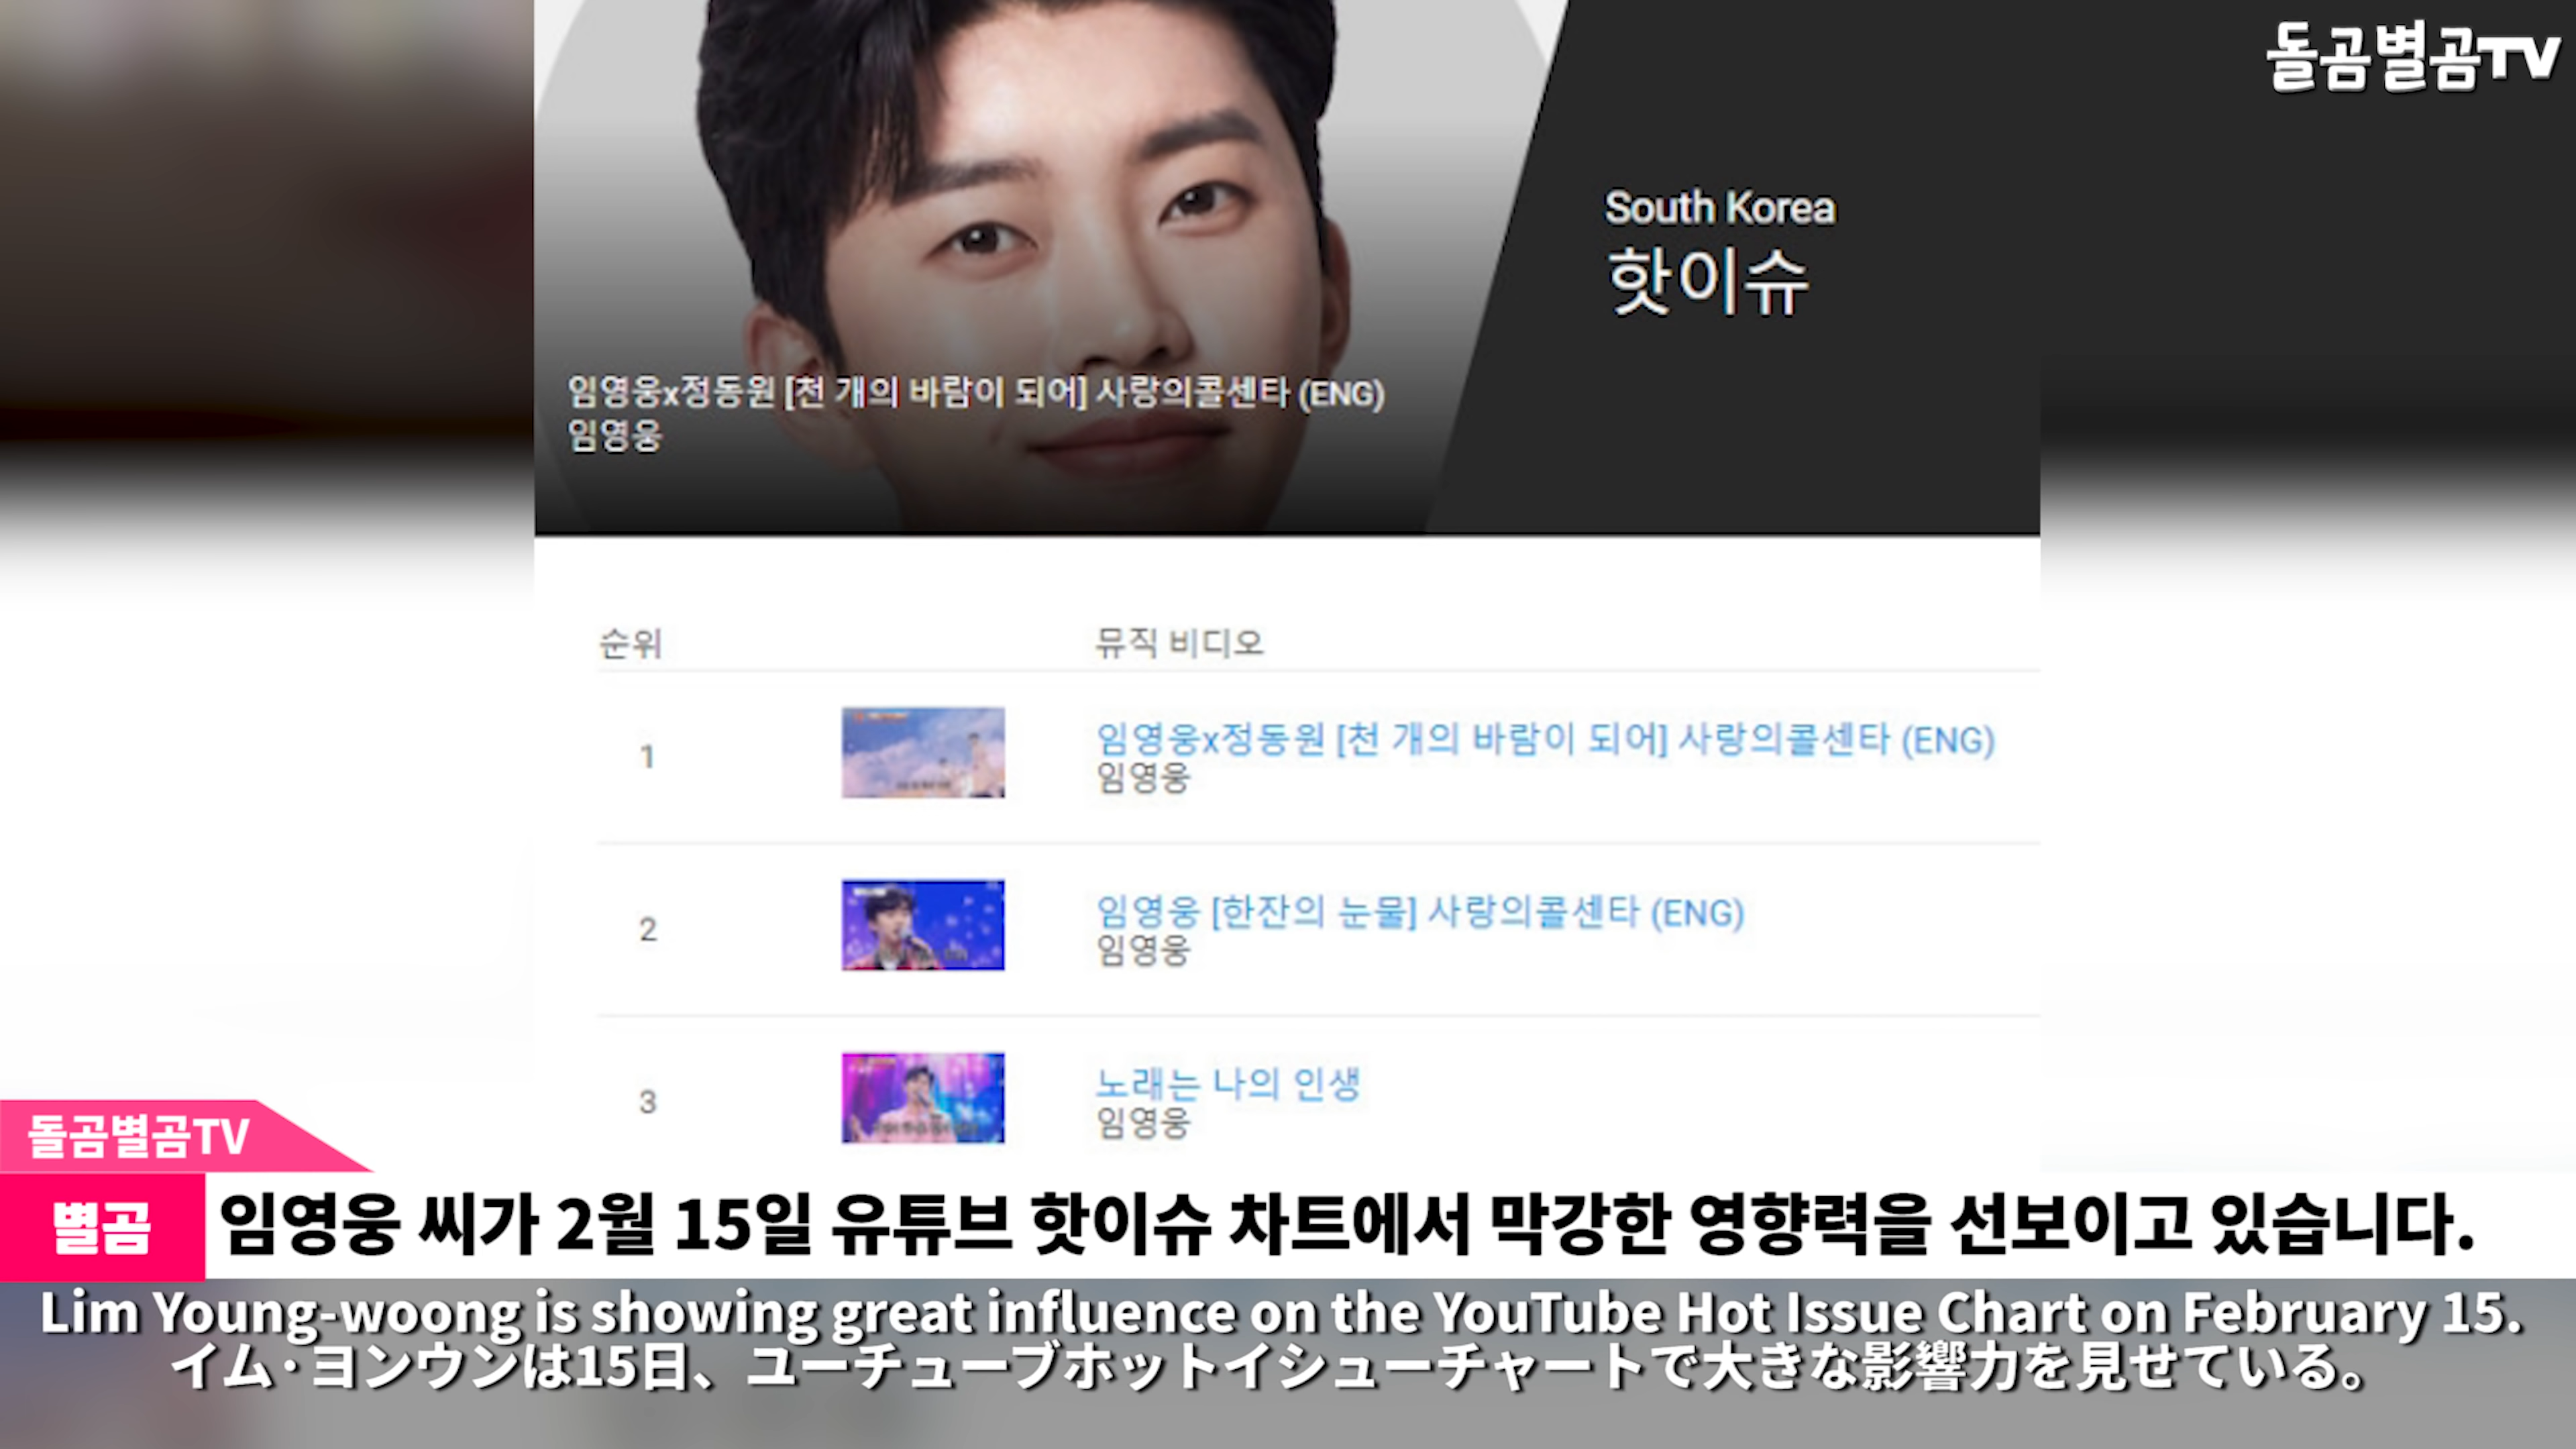 돌곰별곰TV
South Korea
핫이슈
임영웅x정동원 [천 개의 바람이 되어] 사랑의콜센타 (ENG)
임영웅
순위 뮤직 비디오
1 임영웅x정동원 [천 개의 바람이 되어] 사랑의콜센타 (ENG)
임영웅
2 임영웅 [한잔의 눈물] 사랑의콜센타 (ENG)
임영웅
3 노래는 나의 인생
임영웅
돌곰별곰TV
별곰 임영웅 씨가 2월 15일 유튜브 핫이슈 차트에서 막강한 영향력을 선보이고 있습니다.
Lim Young-woong is showing great influence on the YouTube Hot Issue Chart on February 15.
イム·ヨンウンは15日、ユーチューブホットイシューチャートで大きな影響力を見せている。